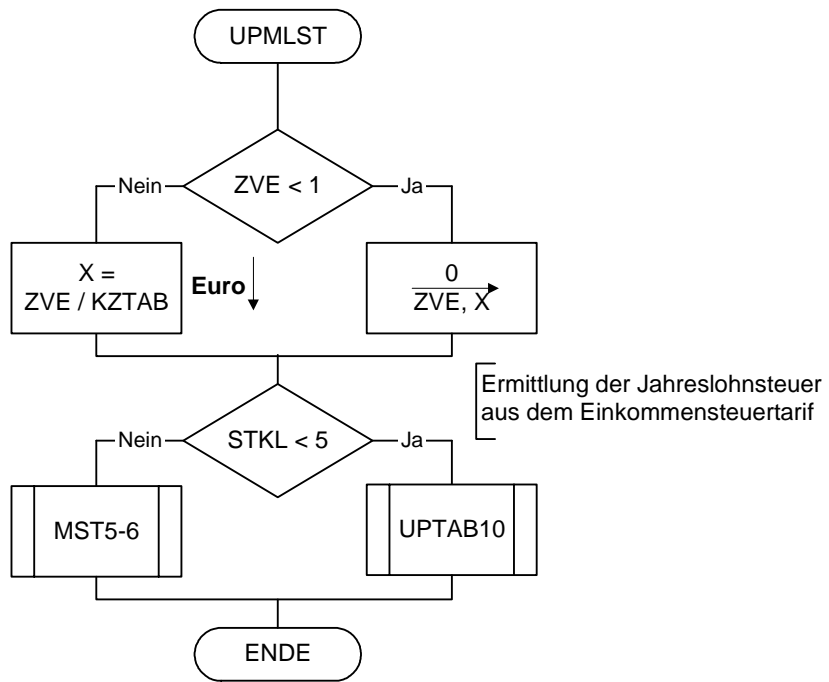 UPMLST
Nein
ZVE < 1
Ja
X =
ZVE / KZTAB
Euro
0
ZVE, X
Ermittlung der Jahreslohnsteuer
aus dem Einkommensteuertarif
Nein
STKL < 5
Ja
MST5-6
UPTAB10
ENDE